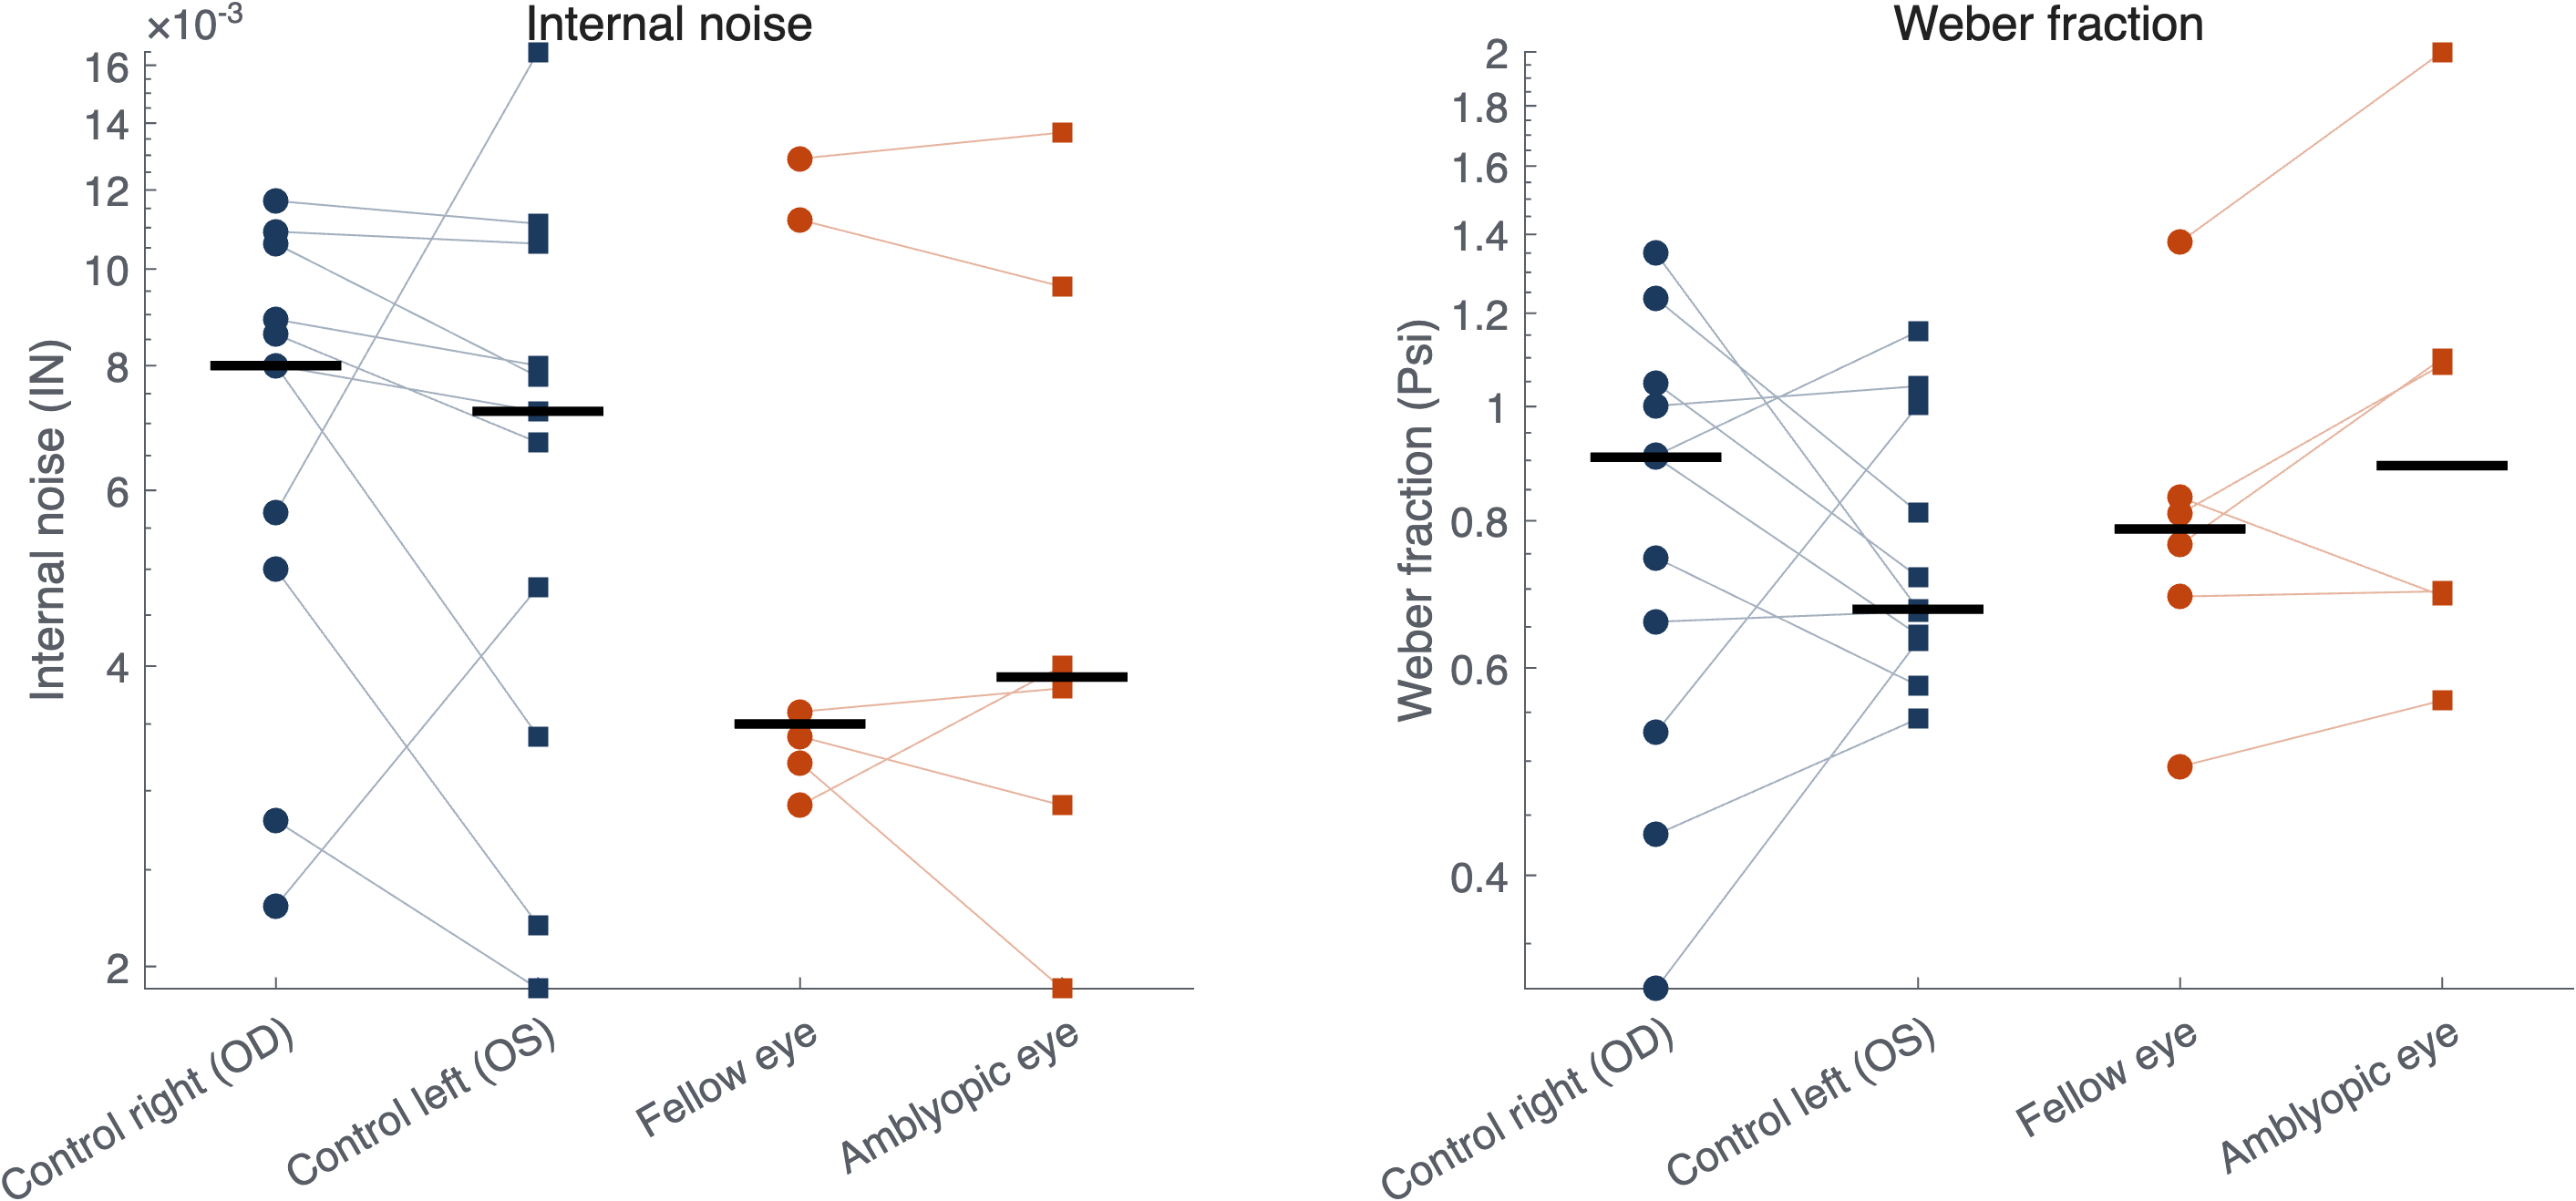 Internal noise
×10-3
16
14
12
10
8
6
4
2
Internal noise (IN)
Control right (OD)
Control left (OS)
Fellow eye
Amblyopic eye
Weber fraction
2
1.8
1.6
1.4
1.2
1
0.8
0.6
0.4
Weber fraction (Psi)
Control right (OD)
Control left (OS)
Fellow eye
Amblyopic eye